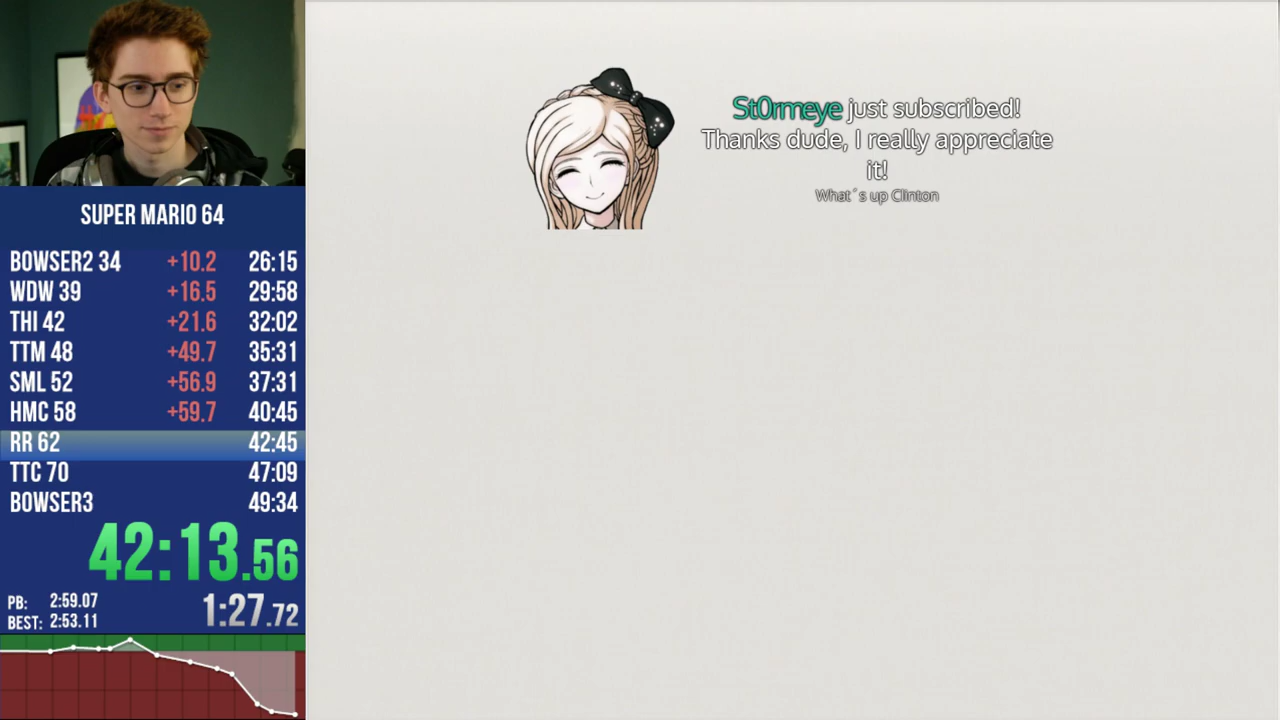 St0rmeye just subscribed!
Thanks dude, I really appreciate
it!
What´s up Clinton
SUPER MARIO 64
BOWSER2 34 +10.2 26:15
WDW 39 +16.5 29:58
THI 42 +21.6 32:02
TTM 48 +49.7 35:31
SML 52 +56.9 37:31
HMC 58 +59.7 40:45
RR 62 42:45
TTC 70 47:09
BOWSER3 49:34
42:13.56
PB: 2:59.07
BEST: 2:53.11
1:27.72